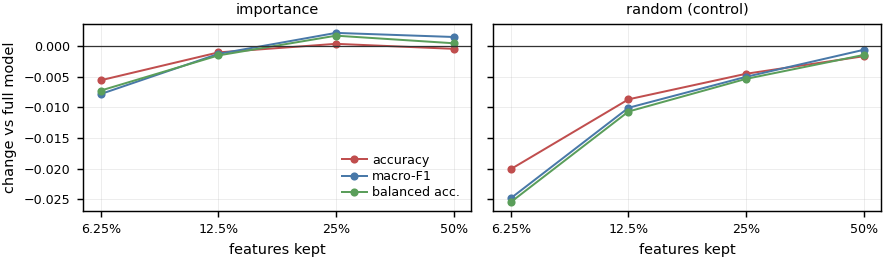 importance
random (control)
change vs full model
0.000
−0.005
−0.010
−0.015
−0.020
−0.025
accuracy
macro-F1
balanced acc.
6.25%
12.5%
25%
50%
6.25%
12.5%
25%
50%
features kept
features kept